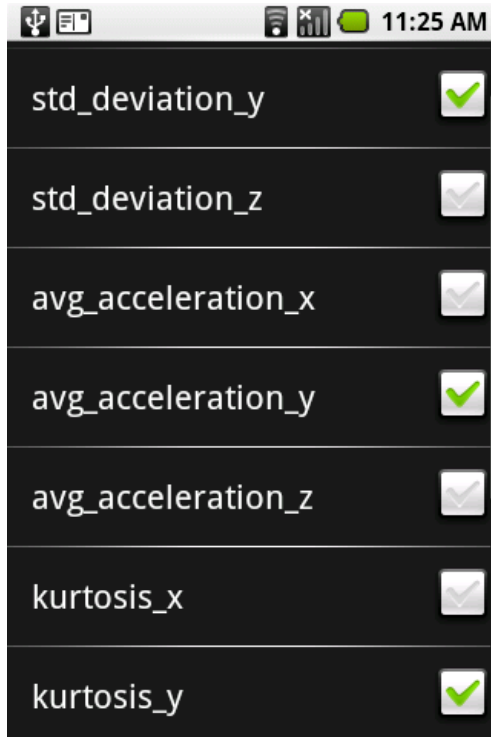 11:25 AM
std_deviation_y
std_deviation_z
avg_acceleration_x
avg_acceleration_y
avg_acceleration_z
kurtosis_x
kurtosis_y